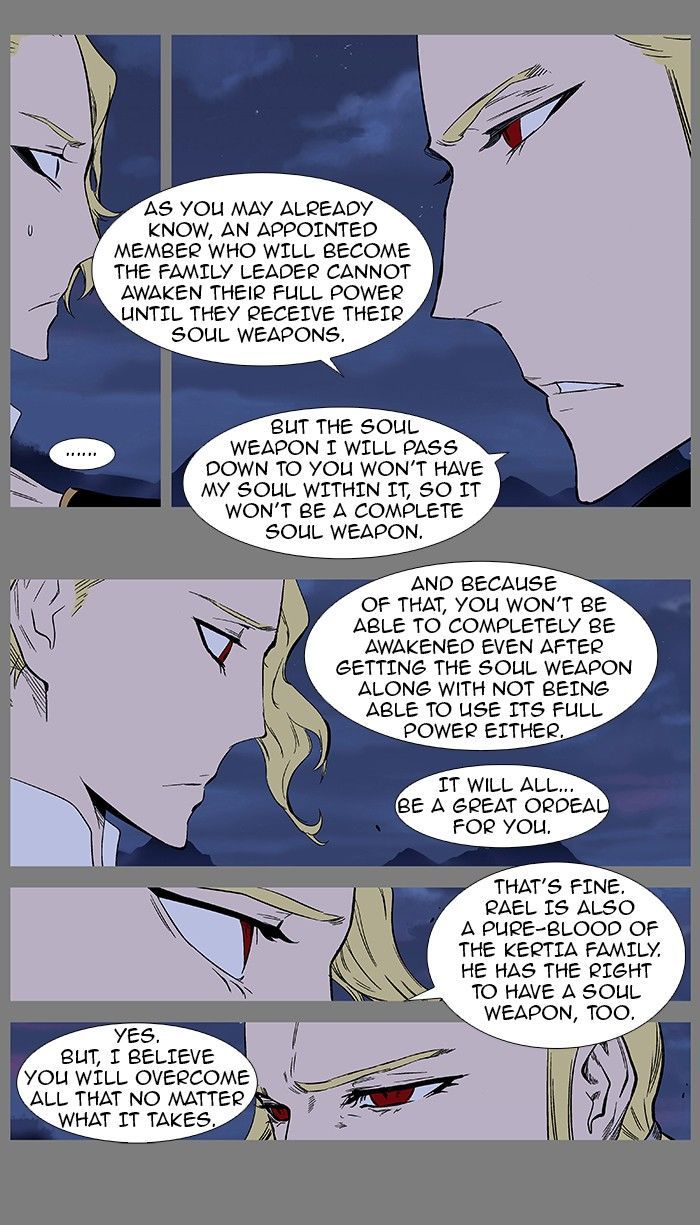 AS YOU MAY ALREADY
KNOW, AN APPOINTED
MEMBER WHO WILL BECOME
THE FAMILY LEADER CANNOT
AWAKEN THEIR FULL POWER
UNTIL THEY RECEIVE THEIR
SOUL WEAPONS.
......
BUT THE SOUL
WEAPON I WILL PASS
DOWN TO YOU WON'T HAVE
MY SOUL WITHIN IT, SO IT
WON'T BE A COMPLETE
SOUL WEAPON.
AND BECAUSE
OF THAT, YOU WON'T BE
ABLE TO COMPLETELY BE
AWAKENED EVEN AFTER
GETTING THE SOUL WEAPON
ALONG WITH NOT BEING
ABLE TO USE ITS FULL
POWER EITHER.
IT WILL ALL...
BE A GREAT ORDEAL
FOR YOU.
THAT'S FINE.
RAEL IS ALSO
A PURE-BLOOD OF
THE KERTIA FAMILY.
HE HAS THE RIGHT
TO HAVE A SOUL
WEAPON, TOO.
YES.
BUT, I BELIEVE
YOU WILL OVERCOME
ALL THAT NO MATTER
WHAT IT TAKES.